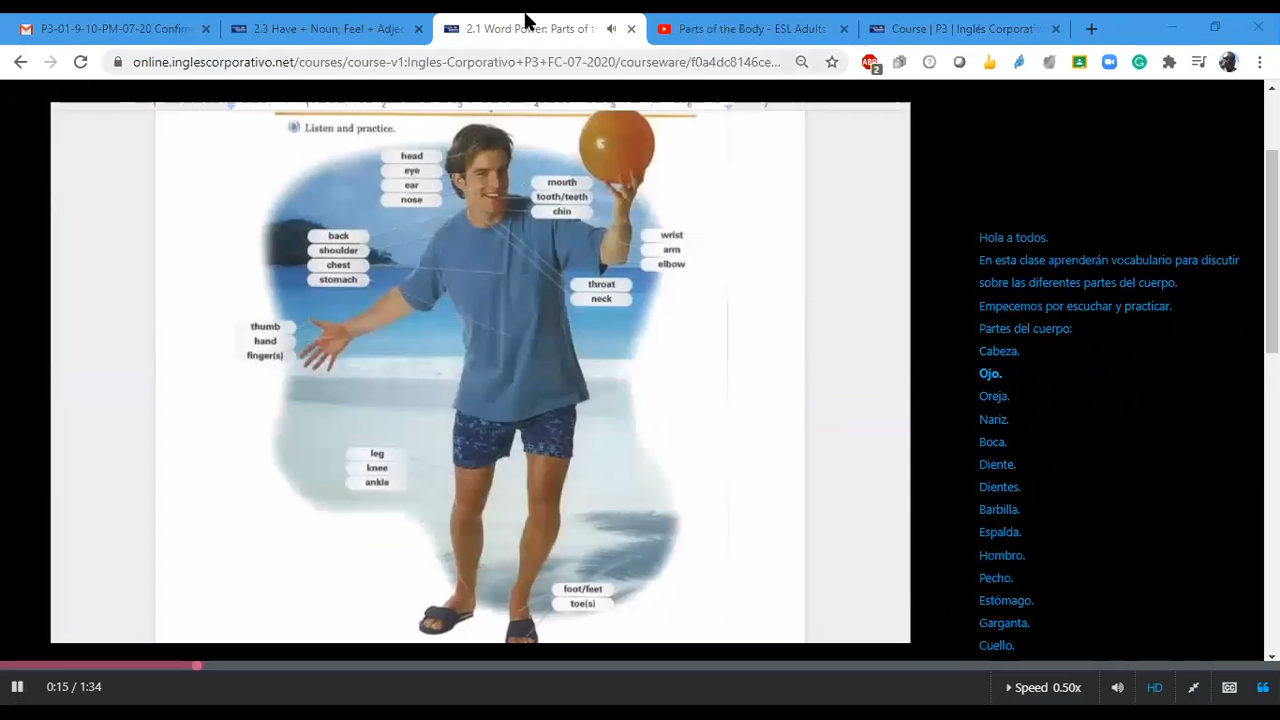 P3-01-9-10-PM-07-20 Confirm
2.3 Have + Noun; Feel + Adjec
2.1 Word Power: Parts of t
Parts of the Body - ESL Adults
Course | P3 | Inglés Corporativ
online.inglescorporativo.net/courses/course-v1:Ingles-Corporativo+P3+FC-07-2020/courseware/f0a4dc8146ce...
ABP
2
b Listen and practice.
head
eye
ear
nose
mouth
tooth/teeth
chin
back
shoulder
chest
stomach
wrist
arm
elbow
throat
neck
thumb
hand
finger(s)
leg
knee
ankle
foot/feet
toe(s)
Hola a todos.
En esta clase aprenderán vocabulario para discutir
sobre las diferentes partes del cuerpo.
Empecemos por escuchar y practicar.
Partes del cuerpo:
Cabeza.
Ojo.
Oreja.
Nariz.
Boca.
Diente.
Dientes.
Barbilla.
Espalda.
Hombro.
Pecho.
Estómago.
Garganta.
Cuello.
0:15 / 1:34
Speed 0.50x
HD
CC